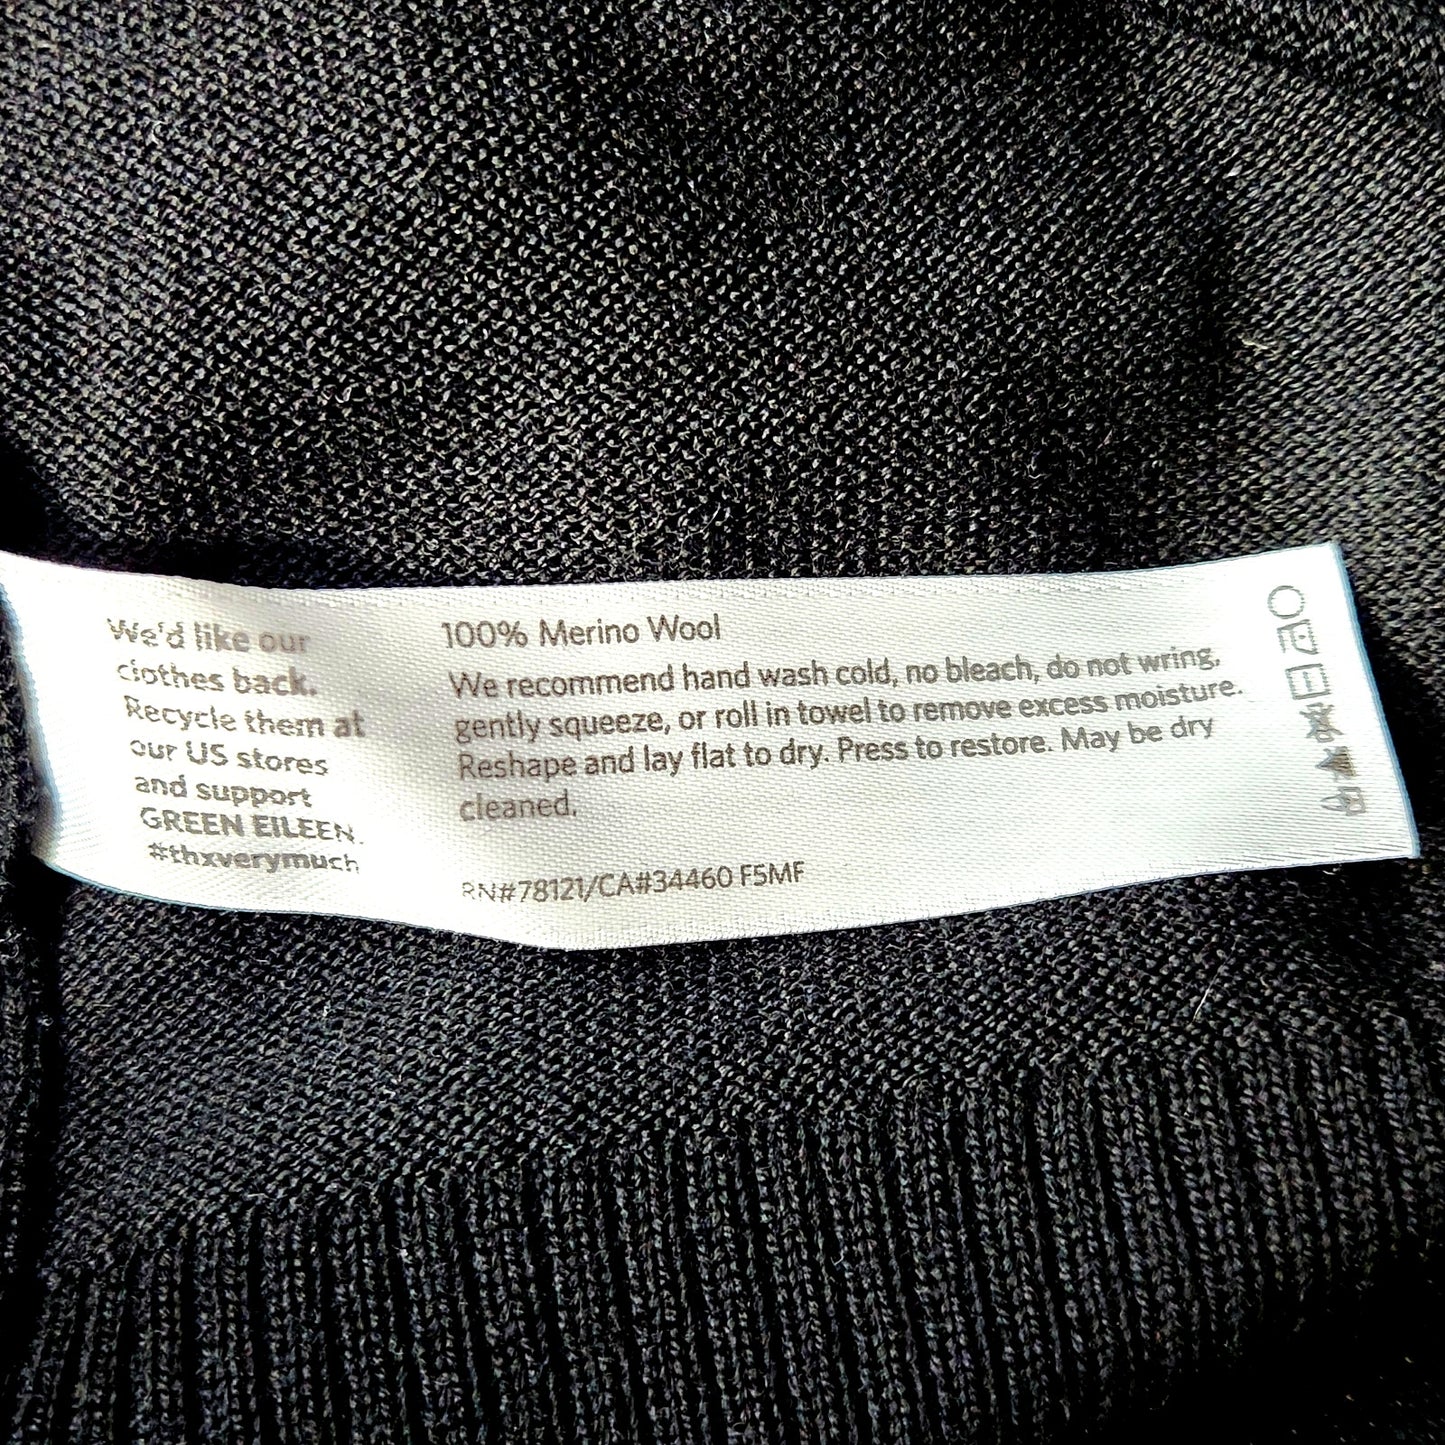 We'd like our
clothes back.
Recycle them at
our US stores
and support
GREEN EILEEN.
#thxverymuch
100% Merino Wool
We recommend hand wash cold, no bleach, do not wring,
gently squeeze, or roll in towel to remove excess moisture.
Reshape and lay flat to dry. Press to restore. May be dry
cleaned.
RN#78121/CA#34460 F5MF